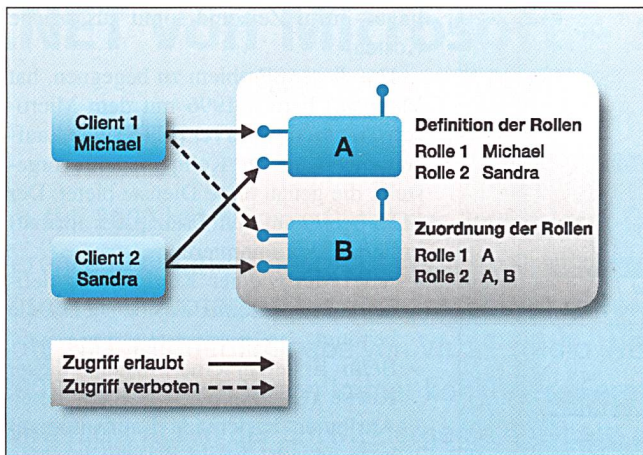 Client 1
Michael
A
Definition der Rollen
Rolle 1 Michael
Rolle 2 Sandra
Client 2
Sandra
B
Zuordnung der Rollen
Rolle 1 A
Rolle 2 A, B
Zugriff erlaubt
Zugriff verboten